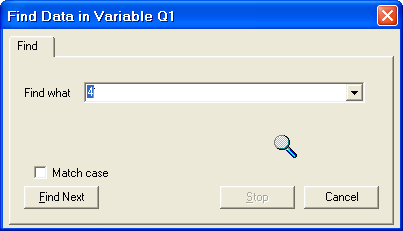 Find Data in Variable Q1
Find
Find what
4
Match case
Find Next
Stop
Cancel